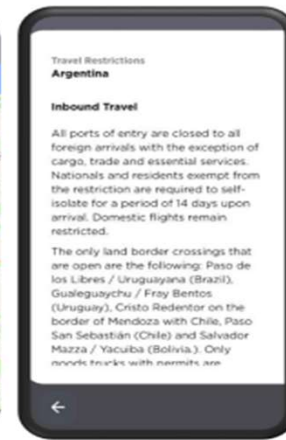 Travel Restrictions
Argentina
Inbound Travel
All ports of entry are closed to all
foreign arrivals with the exception of
cargo, trade and essential services.
Nationals and residents exempt from
the restriction are required to self-
isolate for a period of 14 days upon
arrival. Domestic flights remain
restricted.
The only land border crossings that
are open are the following: Paso de
los Libres / Uruguayana (Brazil),
Gualeguaychu / Fray Bentos
(Uruguay), Cristo Redentor on the
border of Mendoza with Chile, Paso
San Sebastián (Chile) and Salvador
Mazza / Yacuiba (Bolivia.). Only
goods trucks with permits are